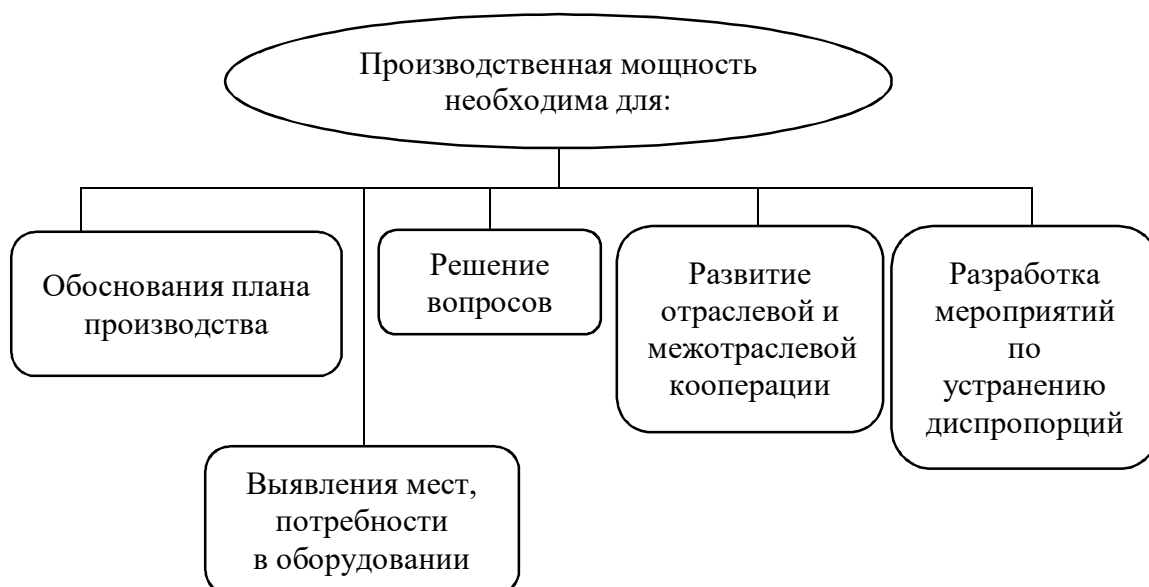 Производственная мощность
необходима для:
Обоснования плана
производства
Решение
вопросов
Развитие
отраслевой и
межотраслевой
кооперации
Разработка
мероприятий
по
устранению
диспропорций
Выявления мест,
потребности
в оборудовании